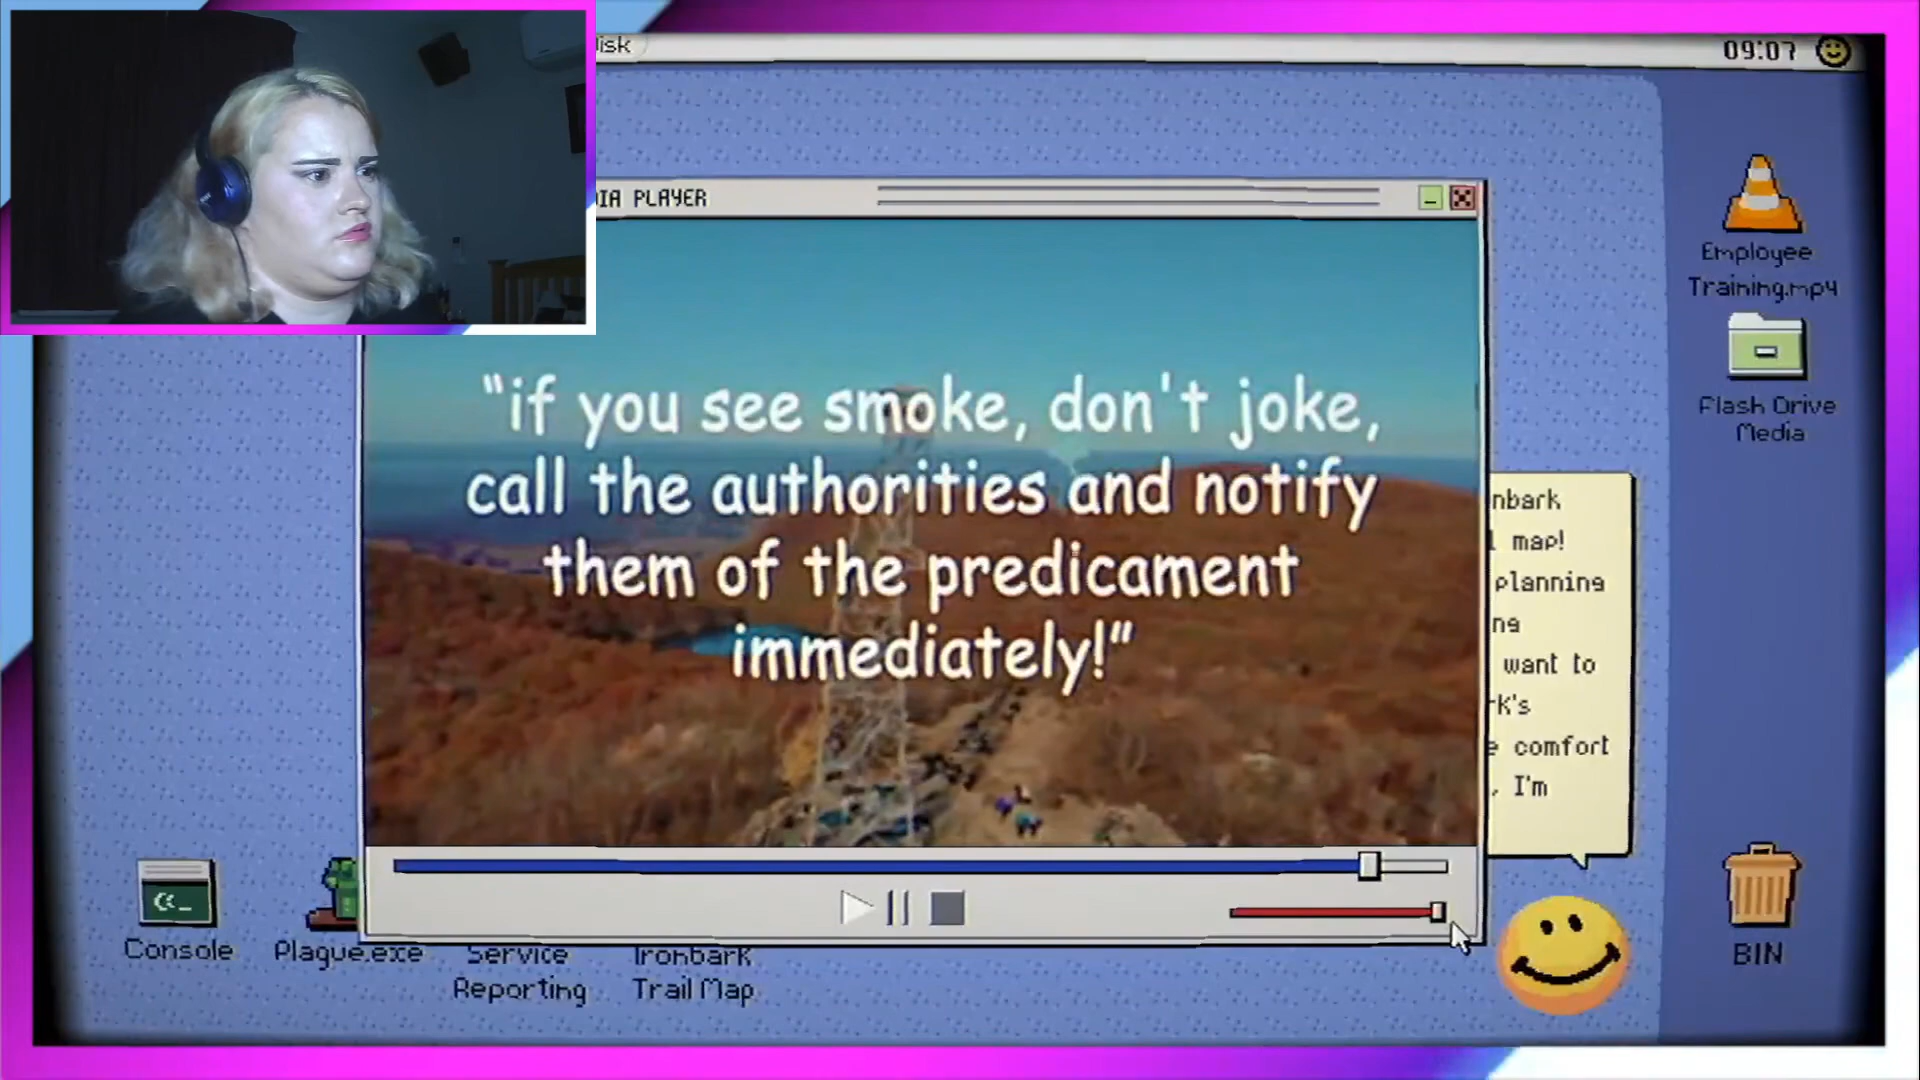 isk
09:07
DIA PLAYER
Employee
Training.mp4
Flash Drive
Media
"if you see smoke, don't joke,
call the authorities and notify
them of the predicament
immediately!"
nbark
map!
planning
want to
comfort
, I'm
Console
Plague.exe
Service
Reporting
Ironbark
Trail Map
BIN